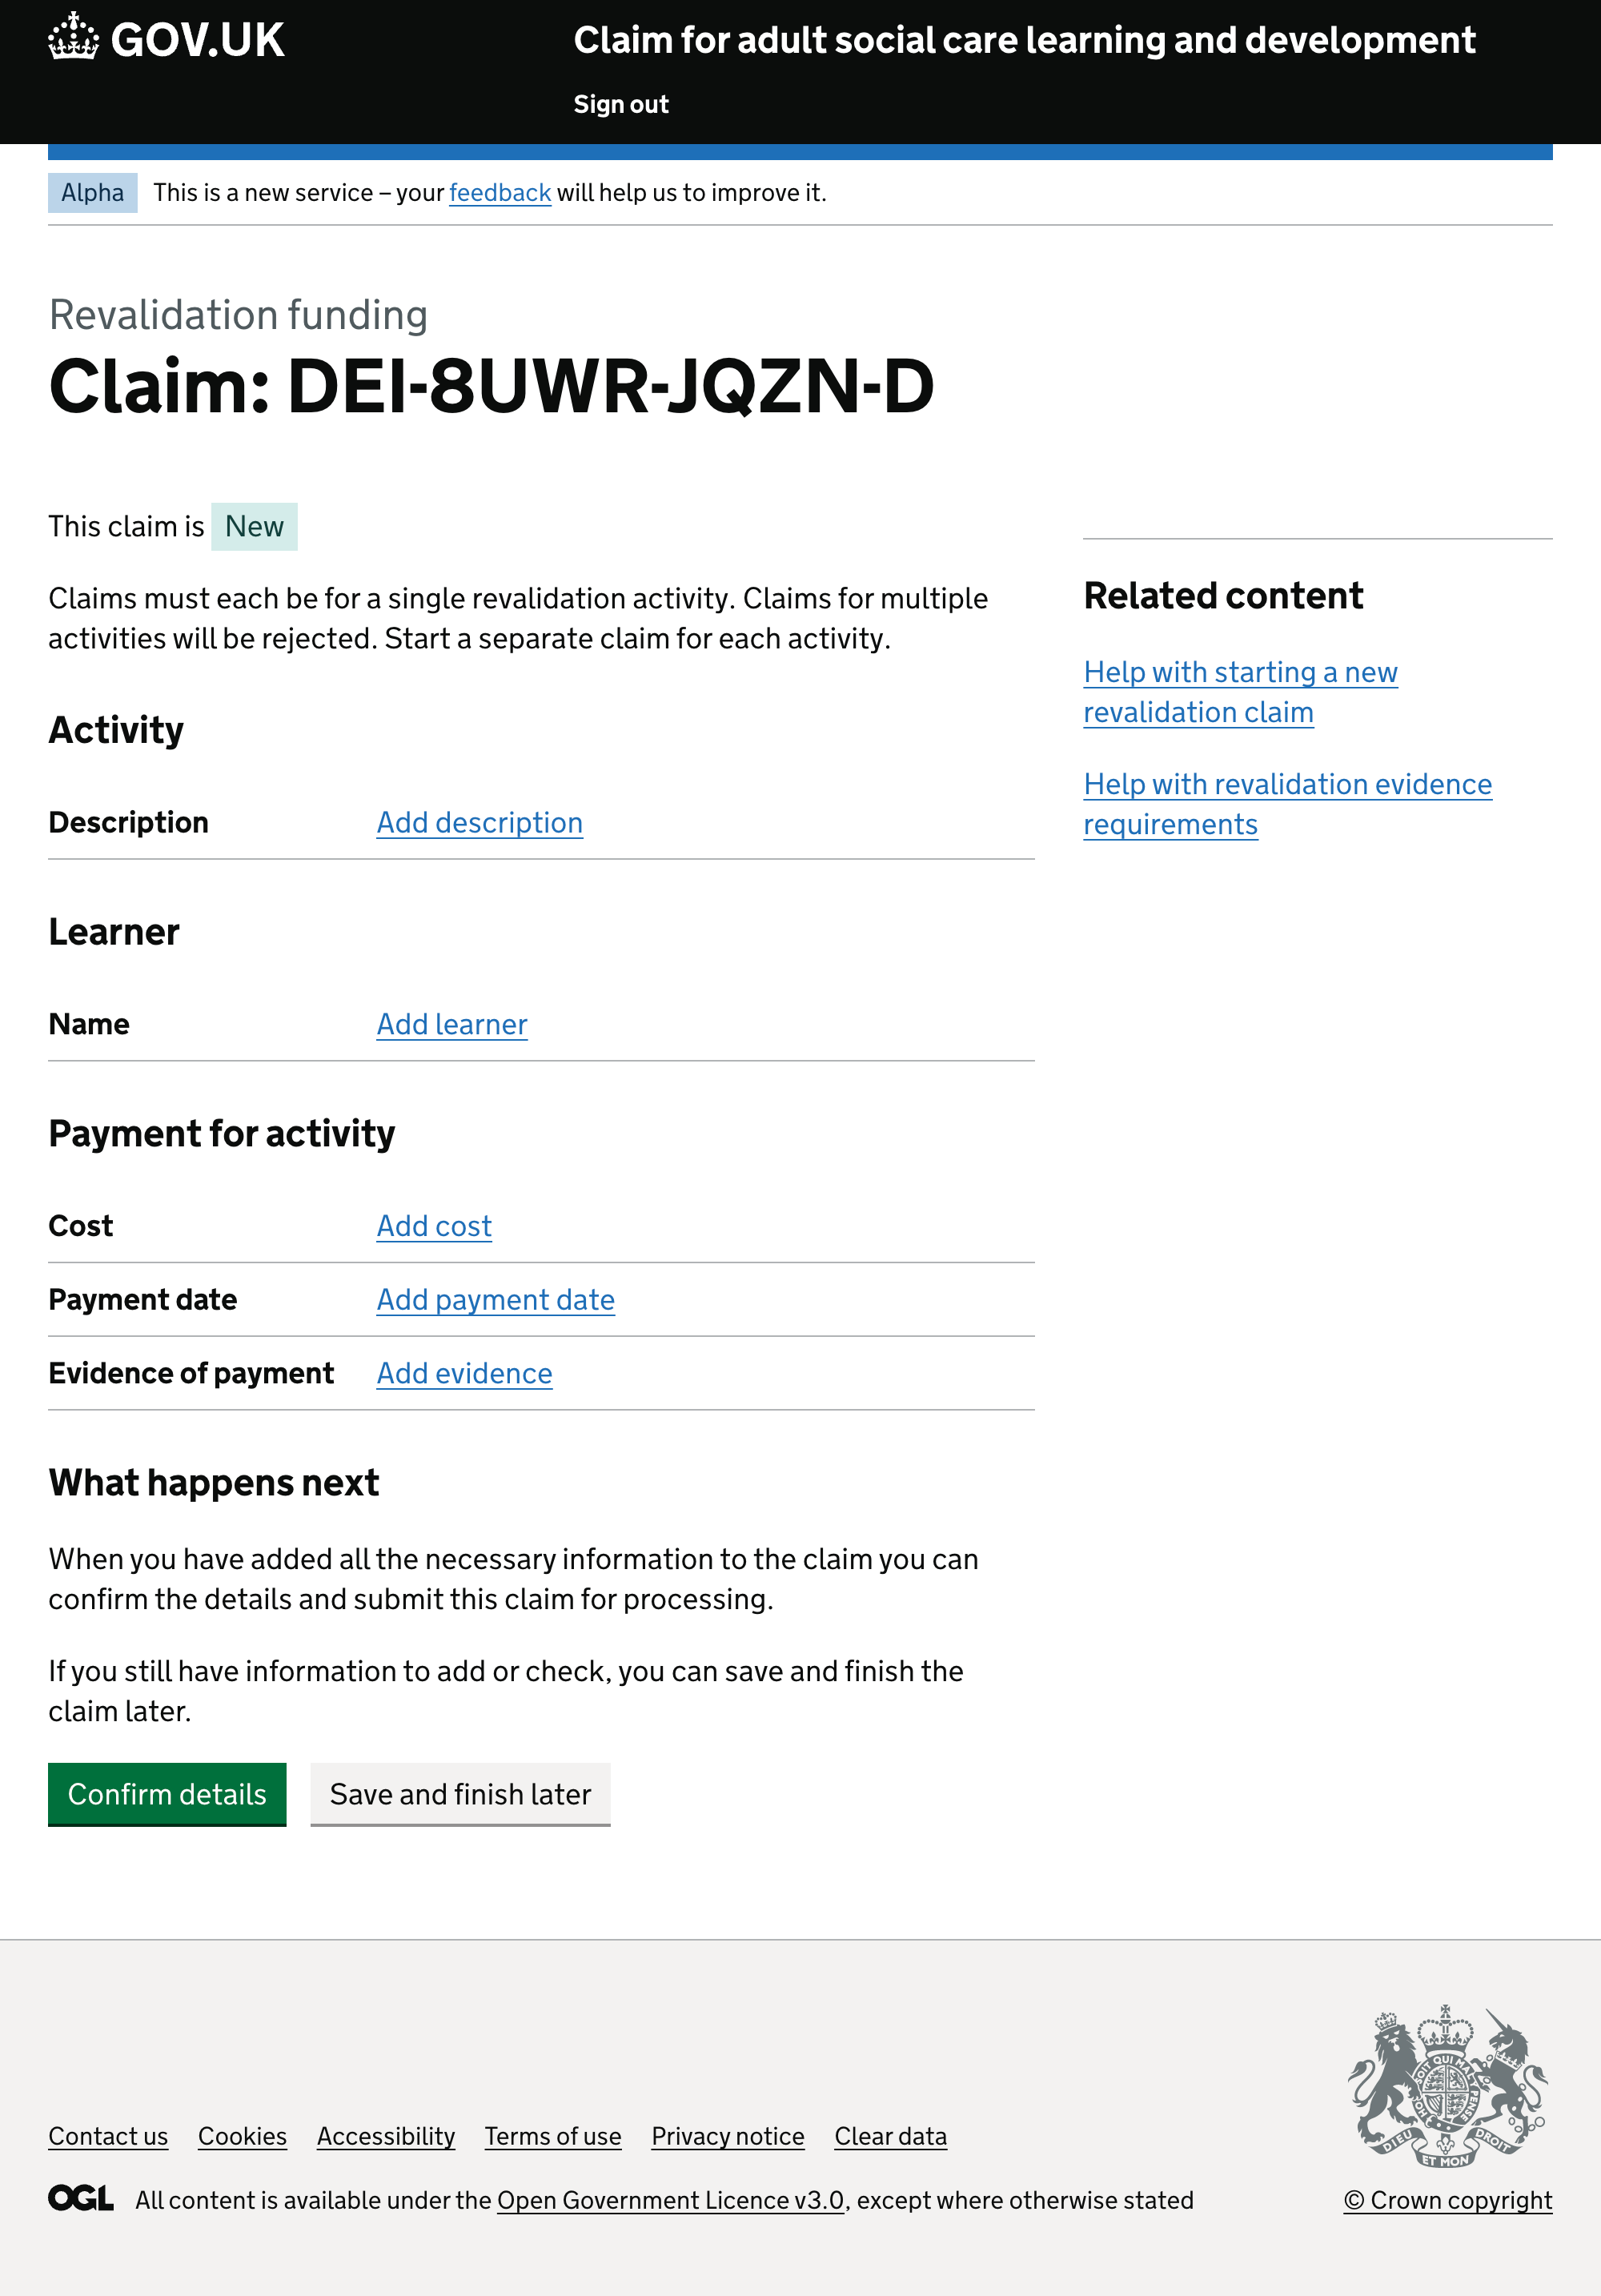 GOV.UK
Claim for adult social care learning and development
Sign out
Alpha This is a new service – your feedback will help us to improve it.
Revalidation funding
Claim: DEI-8UWR-JQZN-D
This claim is New
Claims must each be for a single revalidation activity. Claims for multiple
activities will be rejected. Start a separate claim for each activity.
Activity
Description Add description
Learner
Name Add learner
Payment for activity
Cost Add cost
Payment date Add payment date
Evidence of payment Add evidence
What happens next
When you have added all the necessary information to the claim you can
confirm the details and submit this claim for processing.
If you still have information to add or check, you can save and finish the
claim later.
Confirm details Save and finish later
Related content
Help with starting a new
revalidation claim
Help with revalidation evidence
requirements
SOIT QUI MAL
PENSE
HON
DIEU ET MON DROIT
Contact us Cookies Accessibility Terms of use Privacy notice Clear data
OGL All content is available under the Open Government Licence v3.0, except where otherwise stated
© Crown copyright